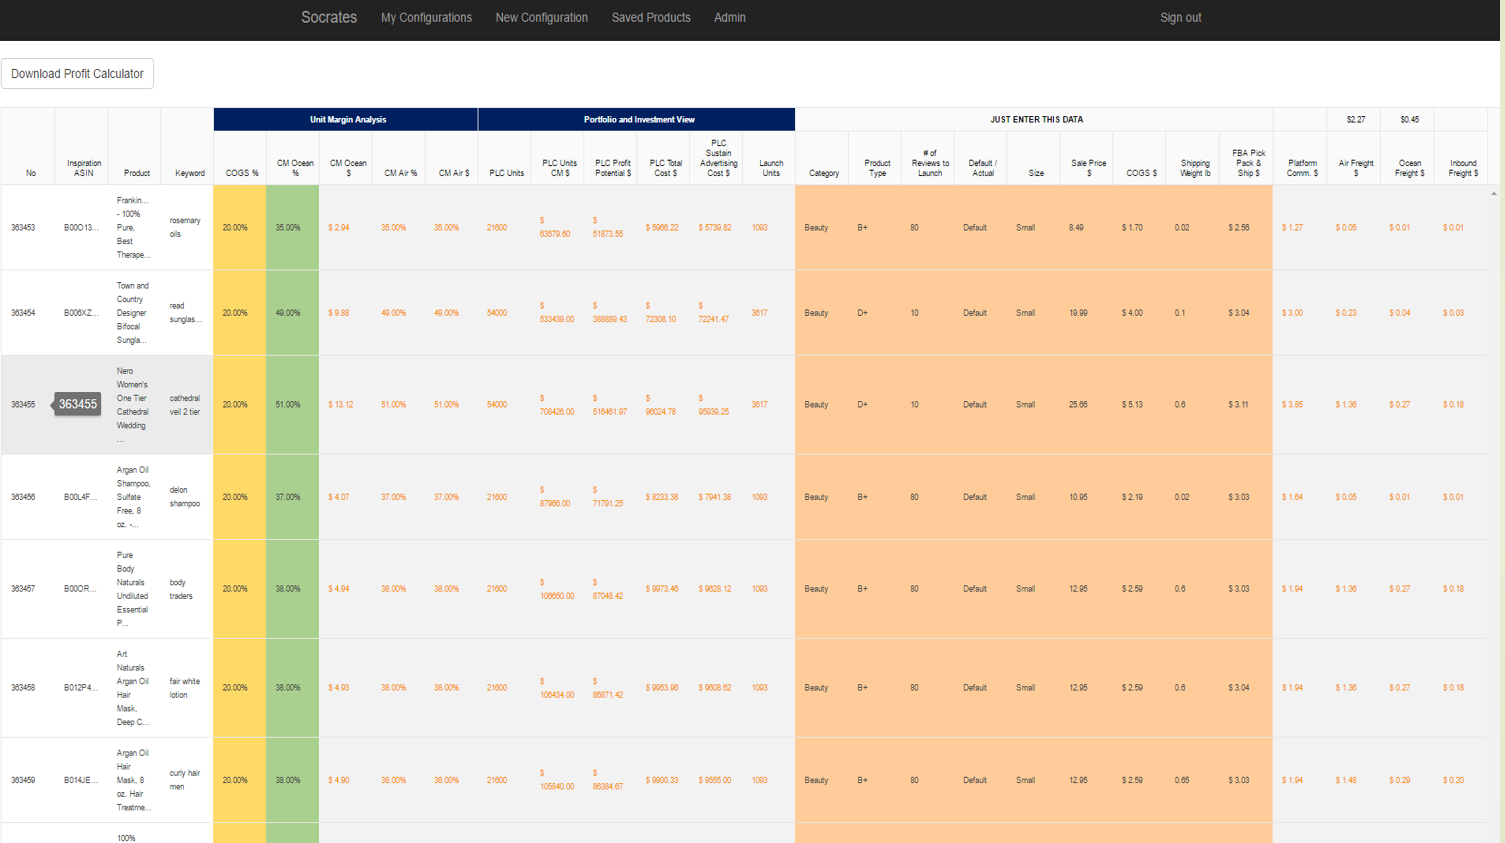 Socrates My Configurations New Configuration Saved Products Admin Sign out
Download Profit Calculator
Unit Margin Analysis Portfolio and Investment View JUST ENTER THIS DATA $2.27 $0.45
No Inspiration ASIN Product Keyword COGS % CM Ocean % CM Ocean $ CM Air % CM Air $ PLC Units PLC Units CM $ PLC Profit Potential $ PLC Total Cost $ PLC Sustain Advertising Cost $ Launch Units Category Product Type # of Reviews to Launch Default / Actual Size Sale Price $ COGS $ Shipping Weight lb FBA Pick Pack & Ship $ Platform Comm. $ Air Freight $ Ocean Freight $ Inbound Freight $
363453 B00O13... Frankin... - 100% Pure, Best Therape... rosemary oils 20.00% 35.00% $ 2.94 35.00% 35.00% 21600 $ 63579.60 $ 51873.55 $ 5966.22 $ 5739.82 1093 Beauty B+ 80 Default Small 8.49 $ 1.70 0.02 $ 2.56 $ 1.27 $ 0.05 $ 0.01 $ 0.01
363454 B006XZ... Town and Country Designer Bifocal Sungla... read sunglas... 20.00% 49.00% $ 9.88 49.00% 49.00% 54000 $ 533439.00 $ 388889.43 $ 72308.10 $ 72241.47 3617 Beauty D+ 10 Default Small 19.99 $ 4.00 0.1 $ 3.04 $ 3.00 $ 0.23 $ 0.04 $ 0.03
363455 363455 Nero Women's One Tier Cathedral Wedding ... cathedral veil 2 tier 20.00% 51.00% $ 13.12 51.00% 51.00% 54000 $ 708426.00 $ 516461.97 $ 96024.78 $ 95939.25 3617 Beauty D+ 10 Default Small 25.66 $ 5.13 0.6 $ 3.11 $ 3.85 $ 1.36 $ 0.27 $ 0.18
363456 B00L4F... Argan Oil Shampoo, Sulfate Free, 8 oz. -... delon shampoo 20.00% 37.00% $ 4.07 37.00% 37.00% 21600 $ 87966.00 $ 71791.25 $ 8233.38 $ 7941.38 1093 Beauty B+ 80 Default Small 10.95 $ 2.19 0.02 $ 3.03 $ 1.64 $ 0.05 $ 0.01 $ 0.01
363457 B00OR... Pure Body Naturals Undiluted Essential P... body traders 20.00% 38.00% $ 4.94 38.00% 38.00% 21600 $ 106650.00 $ 87048.42 $ 9973.46 $ 9628.12 1093 Beauty B+ 80 Default Small 12.95 $ 2.59 0.6 $ 3.03 $ 1.94 $ 1.36 $ 0.27 $ 0.18
363458 B012P4... Art Naturals Argan Oil Hair Mask, Deep C... fair white lotion 20.00% 38.00% $ 4.93 38.00% 38.00% 21600 $ 106434.00 $ 86871.42 $ 9953.96 $ 9608.62 1093 Beauty B+ 80 Default Small 12.95 $ 2.59 0.6 $ 3.04 $ 1.94 $ 1.36 $ 0.27 $ 0.18
363459 B014JE... Argan Oil Hair Mask, 8 oz. Hair Treatme... curly hair men 20.00% 38.00% $ 4.90 38.00% 38.00% 21600 $ 105840.00 $ 86384.67 $ 9900.33 $ 9555.00 1093 Beauty B+ 80 Default Small 12.95 $ 2.59 0.65 $ 3.03 $ 1.94 $ 1.48 $ 0.29 $ 0.20
100%